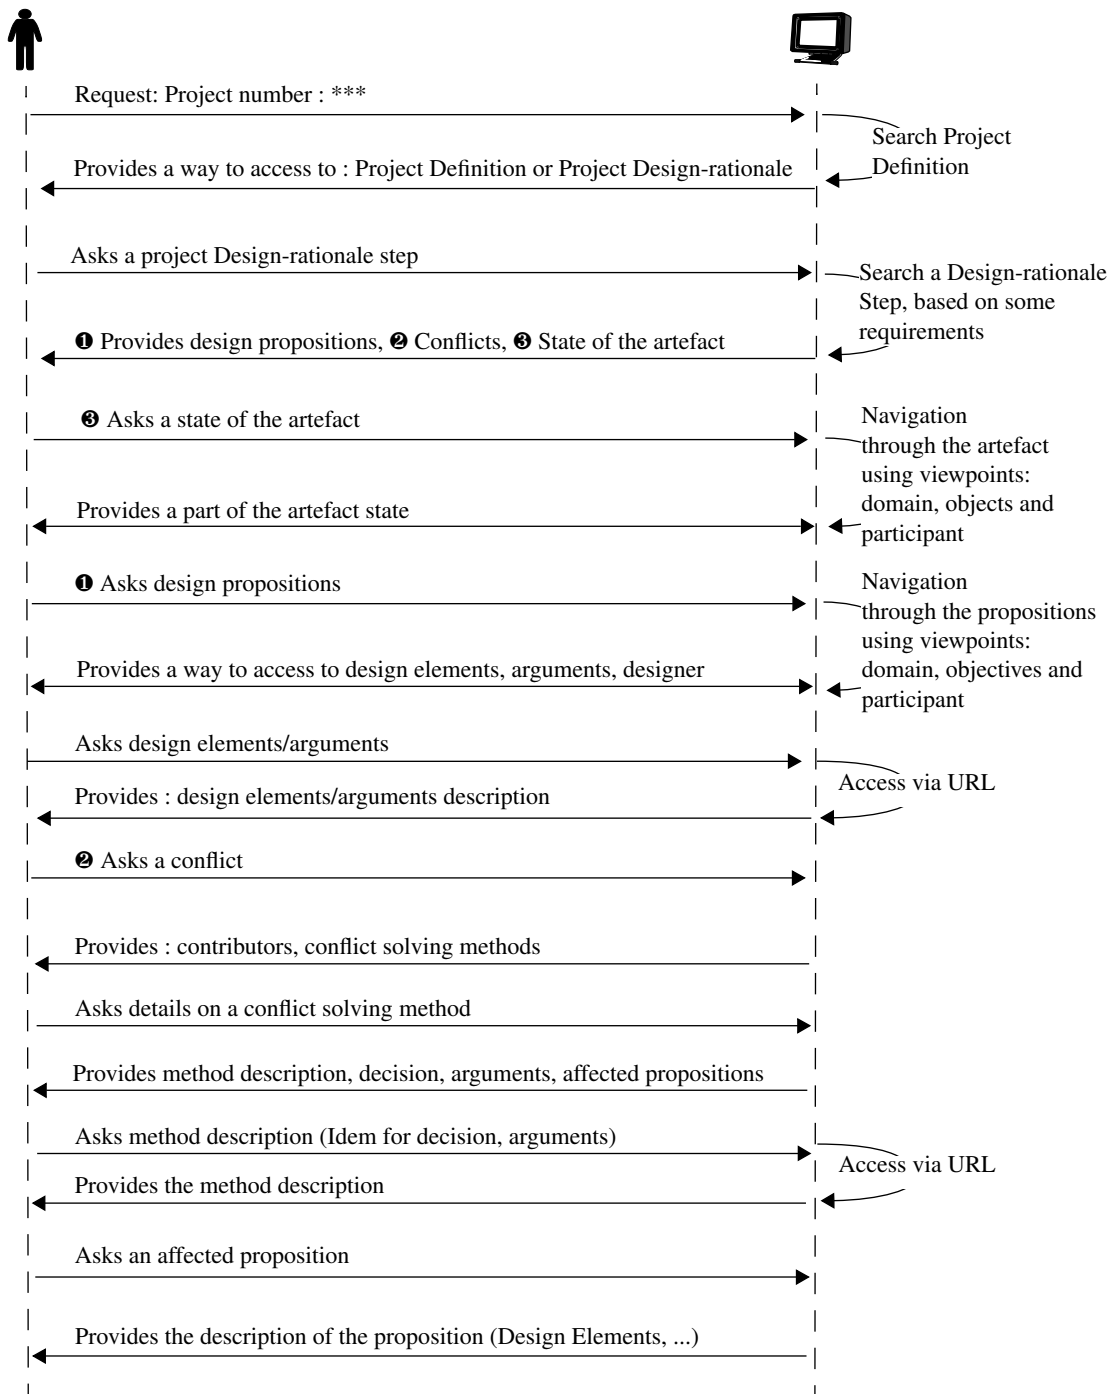 Request: Project number : ***
Search Project
Definition
Provides a way to access to : Project Definition or Project Design-rationale
Asks a project Design-rationale step
Search a Design-rationale
Step, based on some
requirements
❶ Provides design propositions, ❷ Conflicts, ❸ State of the artefact
❸ Asks a state of the artefact
Navigation
through the artefact
using viewpoints:
domain, objects and
participant
Provides a part of the artefact state
❶ Asks design propositions
Navigation
through the propositions
using viewpoints:
domain, objectives and
participant
Provides a way to access to design elements, arguments, designer
Asks design elements/arguments
Access via URL
Provides : design elements/arguments description
❷ Asks a conflict
Provides : contributors, conflict solving methods
Asks details on a conflict solving method
Provides method description, decision, arguments, affected propositions
Asks method description (Idem for decision, arguments)
Access via URL
Provides the method description
Asks an affected proposition
Provides the description of the proposition (Design Elements, ...)